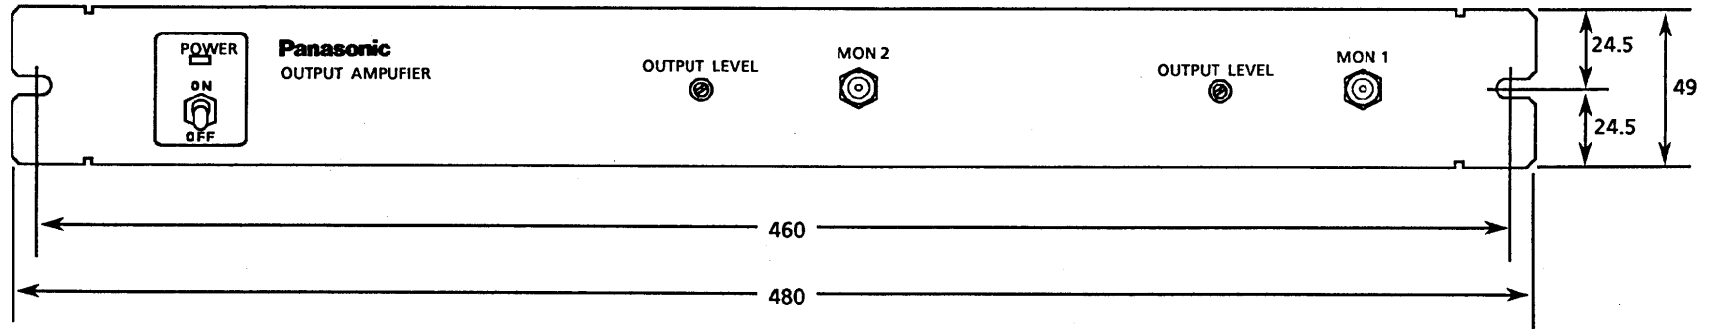 POWER
ON
OFF
Panasonic
OUTPUT AMPUFIER
OUTPUT LEVEL
MON 2
OUTPUT LEVEL
MON 1
24.5
49
24.5
460
480